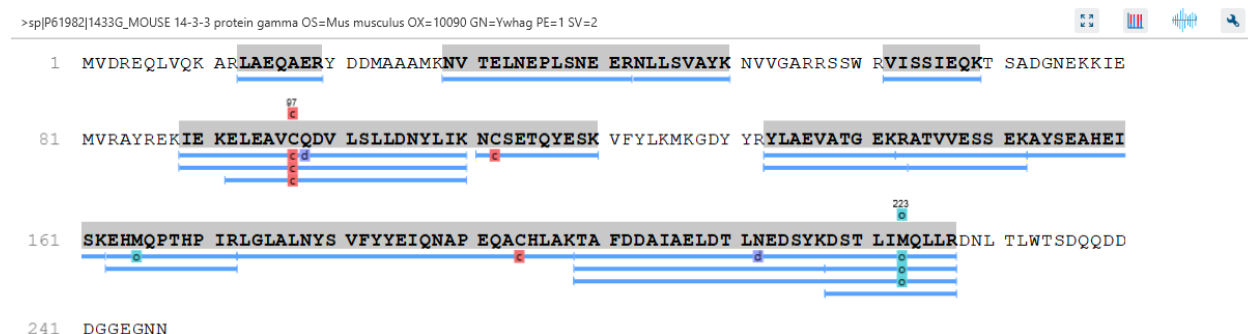 >sp|P61982|1433G_MOUSE 14-3-3 protein gamma OS=Mus musculus OX=10090 GN=Ywhag PE=1 SV=2
1 MVDREQLVQK ARLAEQAERY DDMAAAMKNV TELNEPLSNE ERNLLSVAYK NVVGARRSSW RVISSIEQKT SADGNEKKIE
97
c
81 MVRAYREKIE KELEAVCQDV LSLLDNYLIK NCSETQYESK VFYLKMKGDY YRYLAEVATG EKRATVVESS EKAYSEAHEI
c d c
c
c
223
o
161 SKEHMQPTHP IRLGLALNYS VFYYEIQNAP EQACHLAKTA FDDAIAELDT LNEDSYKDST LIMQLLRDNL TLWTSDQQDD
o c d o
o
o
241 DGGEGNN